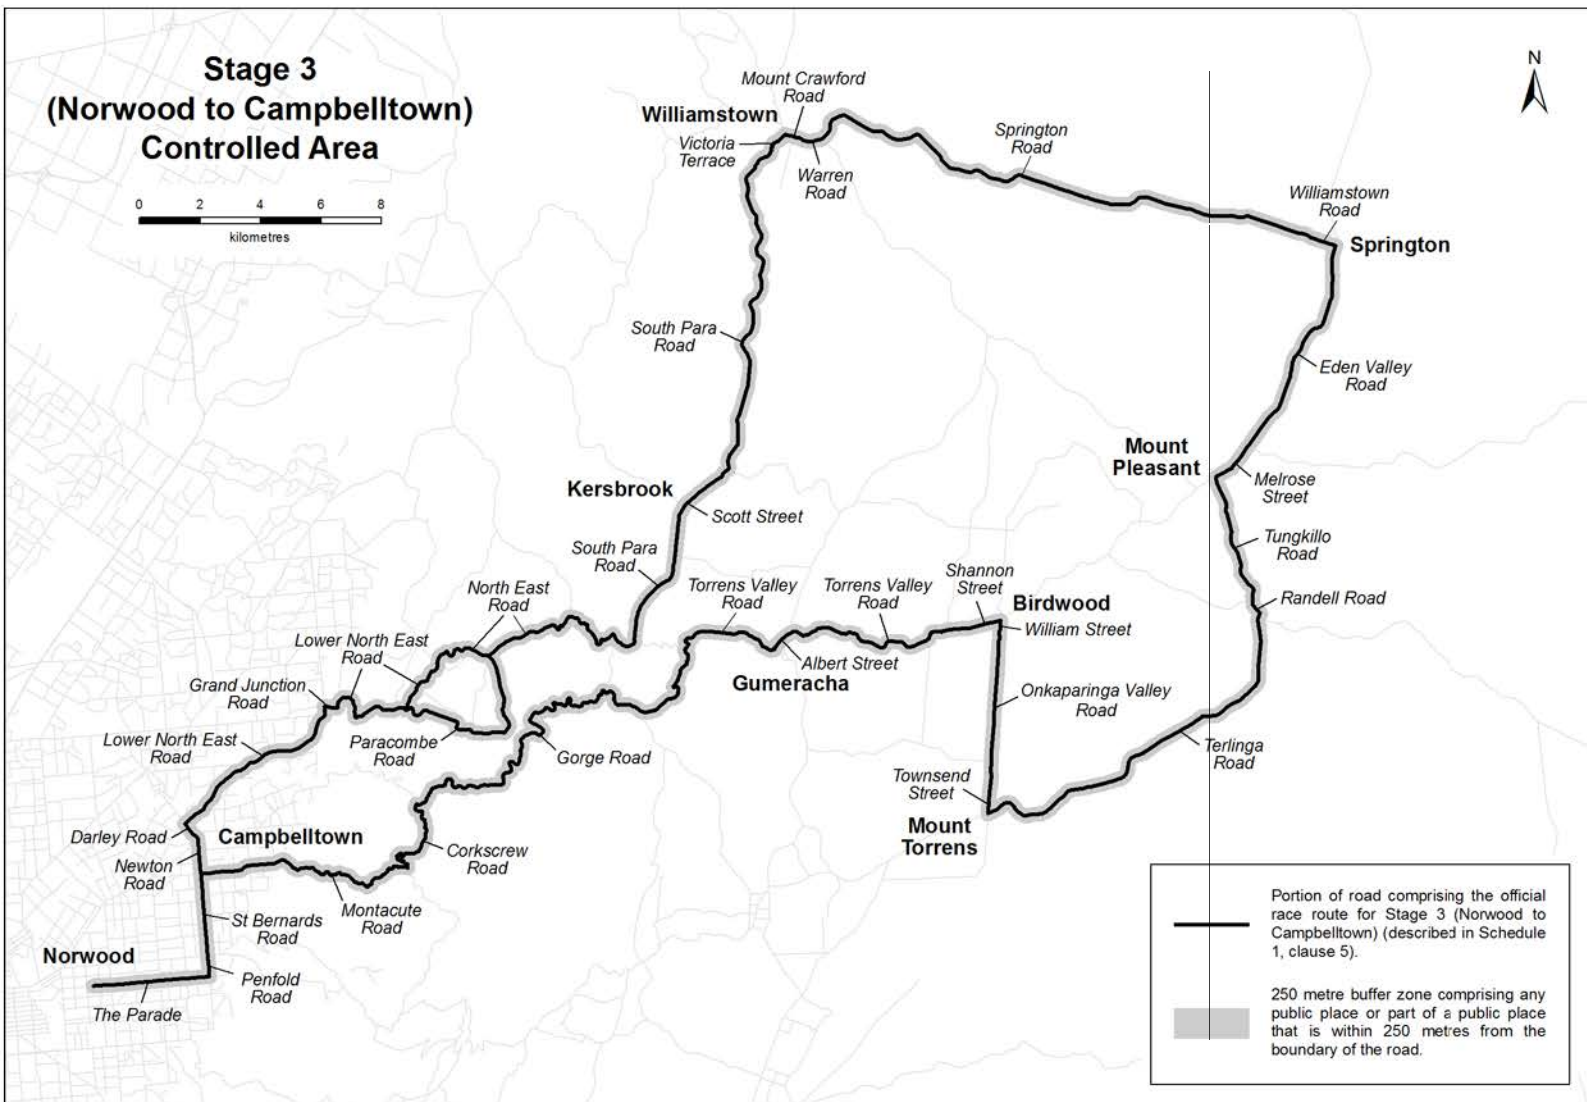 Stage 3
(Norwood to Campbelltown)
Controlled Area
0 2 4 6 8
kilometres
N
Mount Crawford
Road
Williamstown
Victoria
Terrace
Warren
Road
Springton
Road
Williamstown
Road
Springton
South Para
Road
Eden Valley
Road
Mount
Pleasant
Melrose
Street
Kersbrook
Scott Street
Tungkillo
Road
South Para
Road
North East
Road
Torrens Valley
Road
Torrens Valley
Road
Shannon
Street
Birdwood
William Street
Randell Road
Lower North East
Road
Albert Street
Gumeracha
Grand Junction
Road
Onkaparinga Valley
Road
Lower North East
Road
Paracombe
Road
Gorge Road
Terlinga
Road
Townsend
Street
Mount
Torrens
Darley Road
Campbelltown
Newton
Road
Corkscrew
Road
Montacute
Road
St Bernards
Road
Norwood
Penfold
Road
The Parade
Portion of road comprising the official
race route for Stage 3 (Norwood to
Campbelltown) (described in Schedule
1, clause 5).
250 metre buffer zone comprising any
public place or part of a public place
that is within 250 metres from the
boundary of the road.